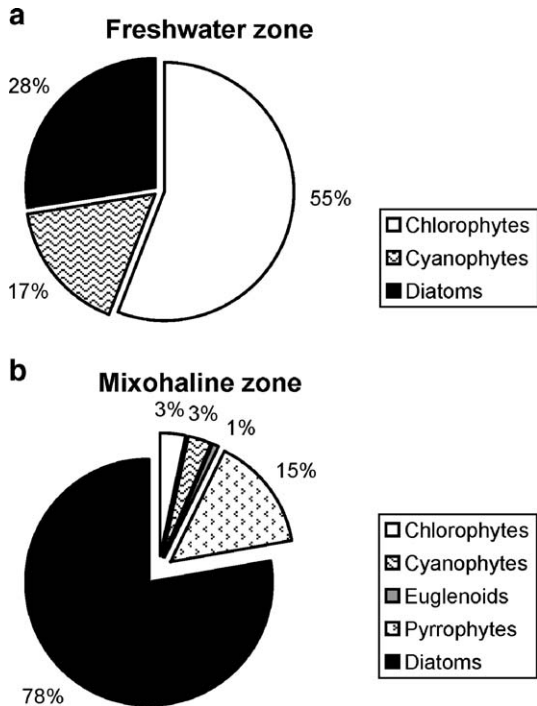 a
Freshwater zone
28%
55%
17%
Chlorophytes
Cyanophytes
Diatoms
b
Mixohaline zone
3%
3%
1%
15%
78%
Chlorophytes
Cyanophytes
Euglenoids
Pyrrophytes
Diatoms